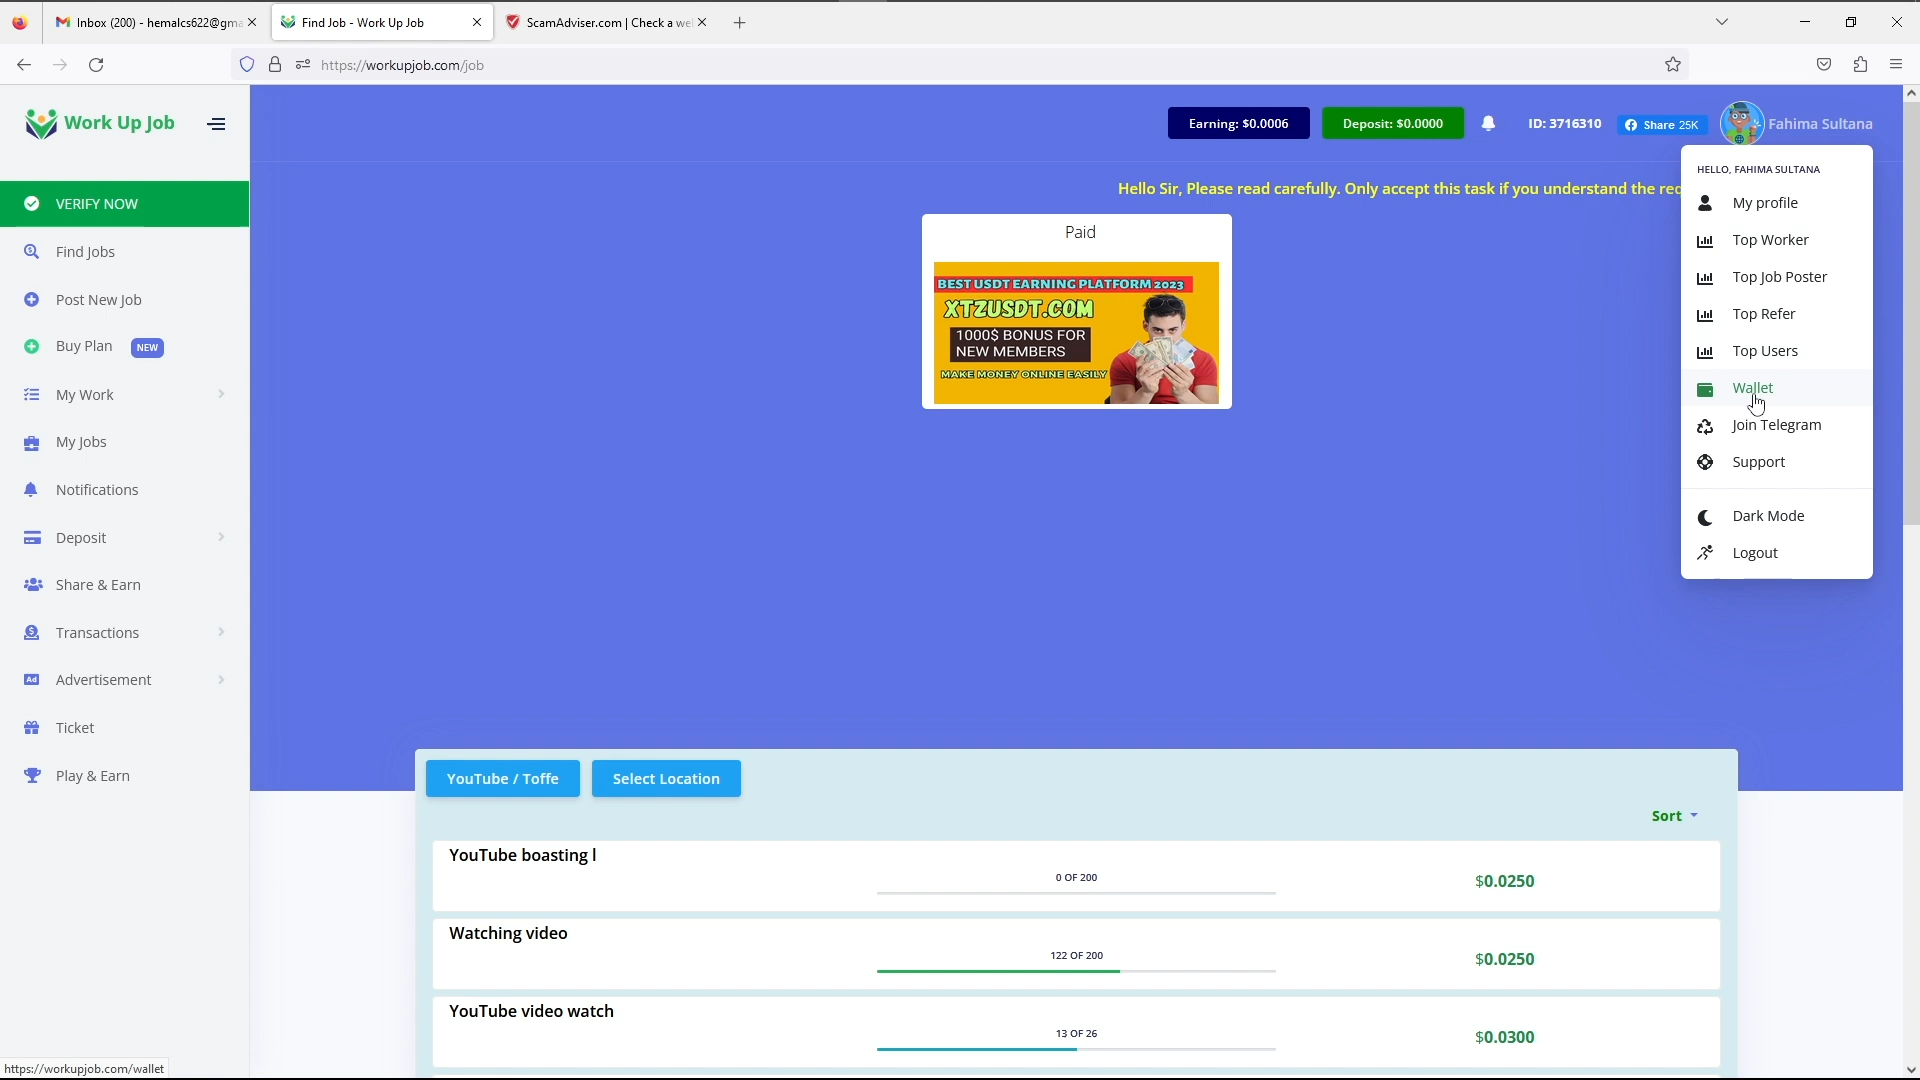 Inbox (200) - hemalcs622@gma
Find Job - Work Up Job
ScamAdviser.com | Check a we
https://workupjob.com/job
Work Up Job
Earning: $0.0006
Deposit: $0.0000
ID: 3716310
Share 25K
Fahima Sultana
HELLO, FAHIMA SULTANA
My profile
Top Worker
Top Job Poster
Top Refer
Top Users
Wallet
Join Telegram
Support
Dark Mode
Logout
VERIFY NOW
Find Jobs
Post New Job
Buy Plan NEW
My Work
My Jobs
Notifications
Deposit
Share & Earn
Transactions
Ad Advertisement
Ticket
Play & Earn
Hello Sir, Please read carefully. Only accept this task if you understand the req
Paid
BEST USDT EARNING PLATFORM 2023
XTZUSDT.COM
1000$ BONUS FOR
NEW MEMBERS
MAKE MONEY ONLINE EASILY
YouTube / Toffe
Select Location
Sort
YouTube boasting l
0 OF 200
$0.0250
Watching video
122 OF 200
$0.0250
YouTube video watch
13 OF 26
$0.0300
https://workupjob.com/wallet